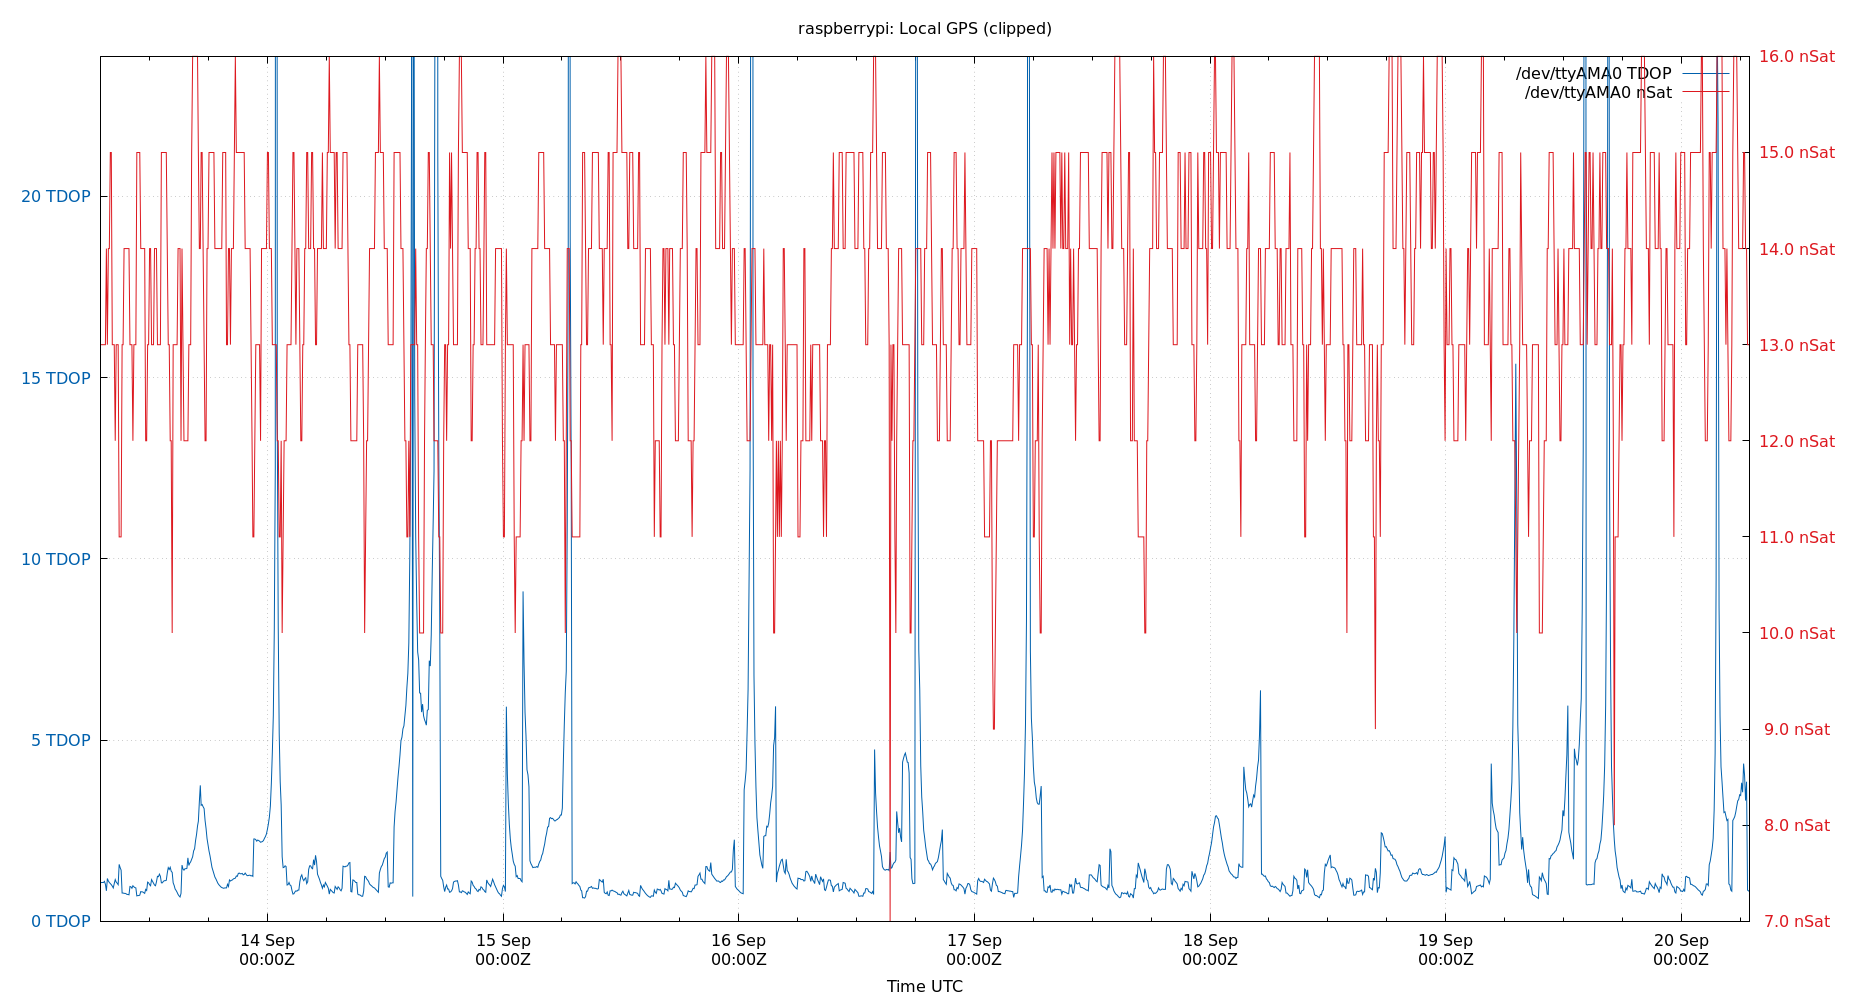 raspberrypi: Local GPS (clipped)
/dev/ttyAMA0 TDOP
/dev/ttyAMA0 nSat
20 TDOP
15 TDOP
10 TDOP
5 TDOP
0 TDOP
16.0 nSat
15.0 nSat
14.0 nSat
13.0 nSat
12.0 nSat
11.0 nSat
10.0 nSat
9.0 nSat
8.0 nSat
7.0 nSat
14 Sep 15 Sep 16 Sep 17 Sep 18 Sep 19 Sep 20 Sep
00:00Z 00:00Z 00:00Z 00:00Z 00:00Z 00:00Z 00:00Z
Time UTC